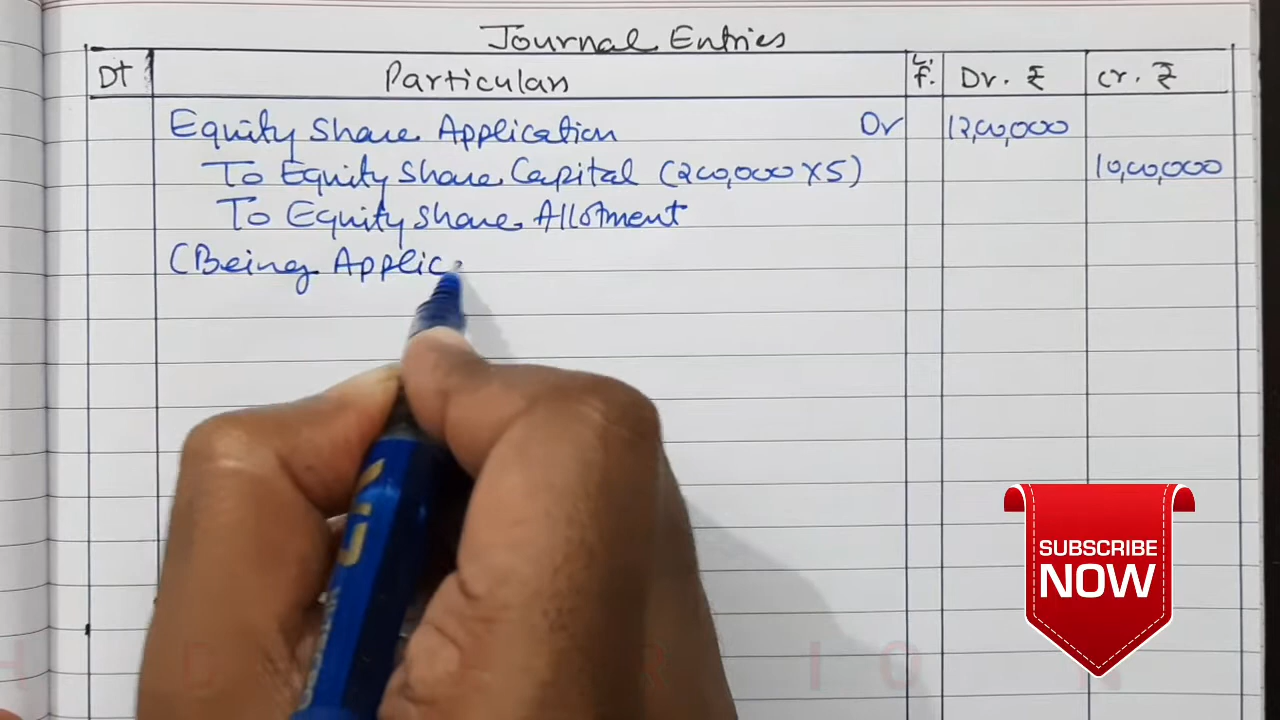 Journal Entries
Dt Particulars L.f. Dr. ₹ Cr. ₹
Equity Share Application Dr 12,00,000
To Equity Share Capital (200,000 x 5) 10,00,000
To Equity Share Allotment
(Being Applic
SUBSCRIBE
NOW